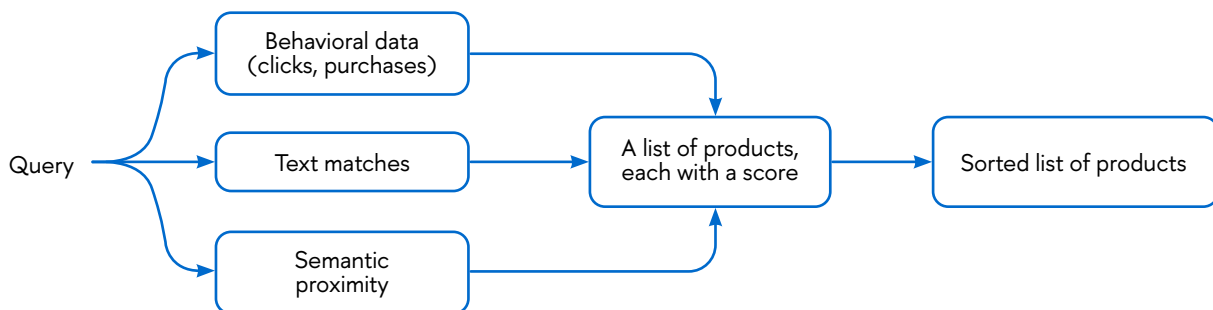 Query
Behavioral data
(clicks, purchases)
Text matches
Semantic
proximity
A list of products,
each with a score
Sorted list of products